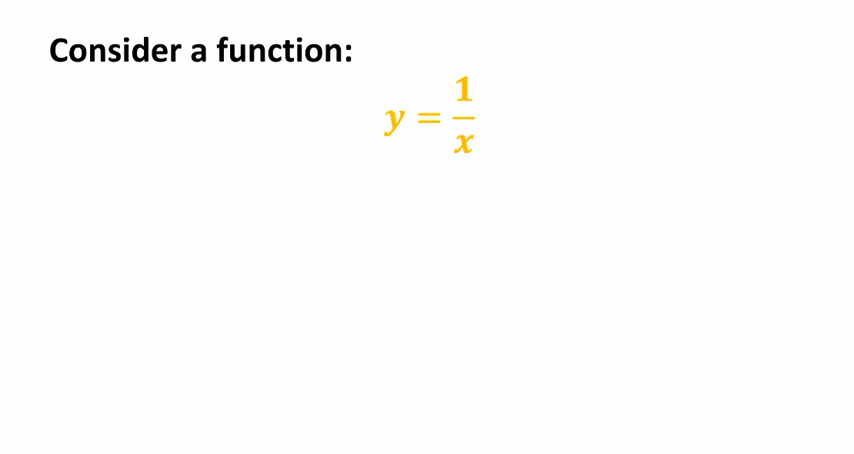 Consider a function:
y = 1/x